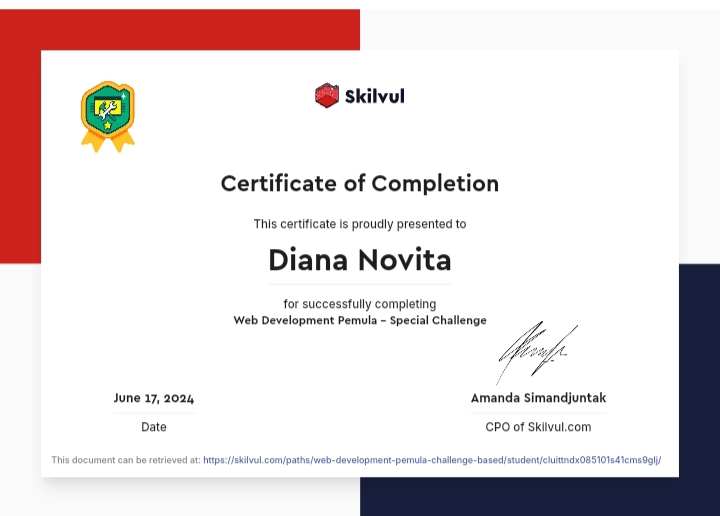 Skilvul
Certificate of Completion
This certificate is proudly presented to
Diana Novita
for successfully completing
Web Development Pemula – Special Challenge
June 17, 2024
Amanda Simandjuntak
Date
CPO of Skilvul.com
This document can be retrieved at: https://skilvul.com/paths/web-development-pemula-challenge-based/student/cluittndx085101s41cms9glj/